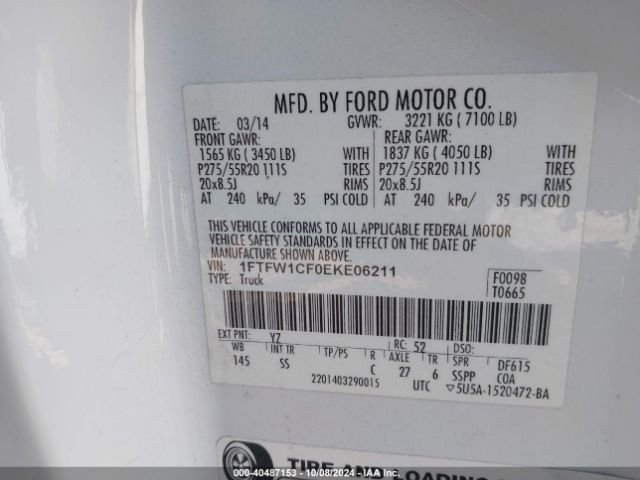 MFD. BY FORD MOTOR CO.
DATE: 03/14 GVWR: 3221 KG ( 7100 LB)
FRONT GAWR: REAR GAWR:
1565 KG ( 3450 LB) WITH 1837 KG ( 4050 LB) WITH
P275/55R20 111S TIRES P275/55R20 111S TIRES
20x8.5J RIMS 20x8.5J RIMS
AT 240 kPa/ 35 PSI COLD AT 240 kPa/ 35 PSI COLD
THIS VEHICLE CONFORMS TO ALL APPLICABLE FEDERAL MOTOR
VEHICLE SAFETY STANDARDS IN EFFECT ON THE DATE OF
MANUFACTURE SHOWN ABOVE.
VIN: 1FTFW1CF0EKE06211 F0098
TYPE: Truck T0665
EXT PNT: YZ RC: 52 DSO:
WB INT TR TP/PS R AXLE TR SPR DF615
145 SS C 27 6 SSPP COA
2201403290015 UTC ▽5U5A-1520472-BA
TIRE AND LOADING
000-40487153 - 10/08/2024 - IAAI.COM